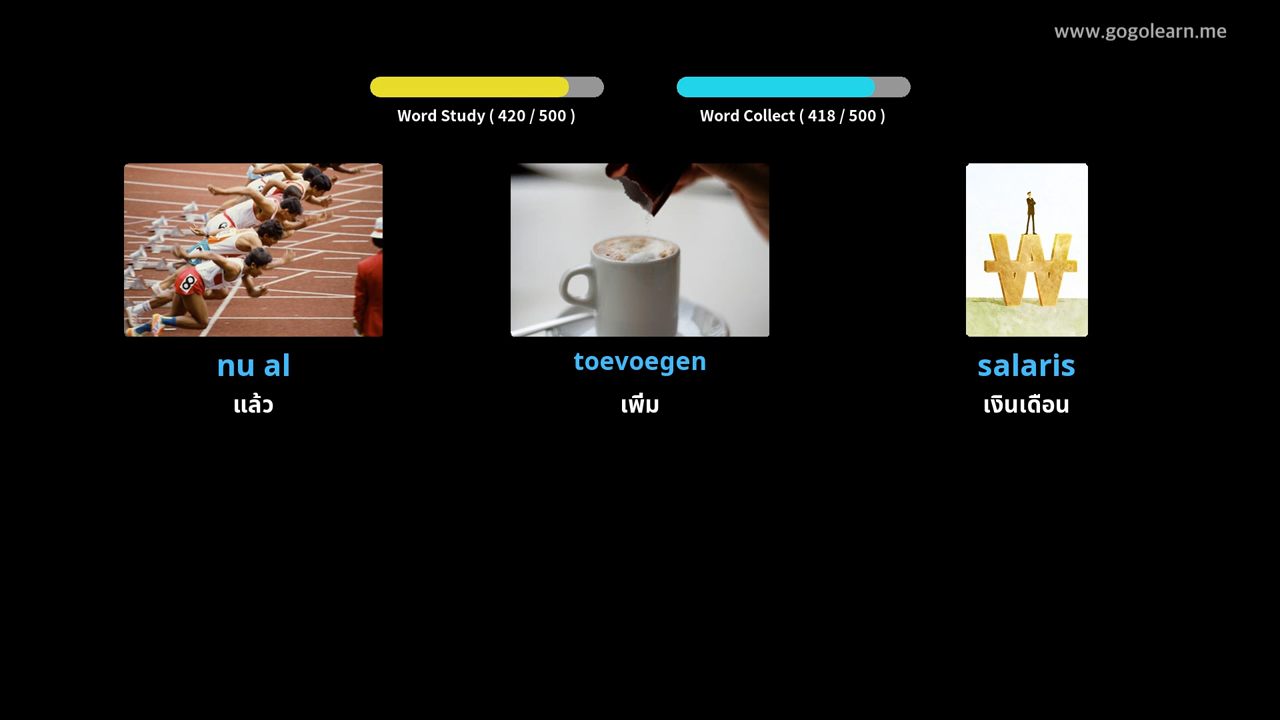 www.gogolearn.me
Word Study ( 420 / 500 )
Word Collect ( 418 / 500 )
8
nu al
toevoegen
salaris
แล้ว
เพิ่ม
เงินเดือน